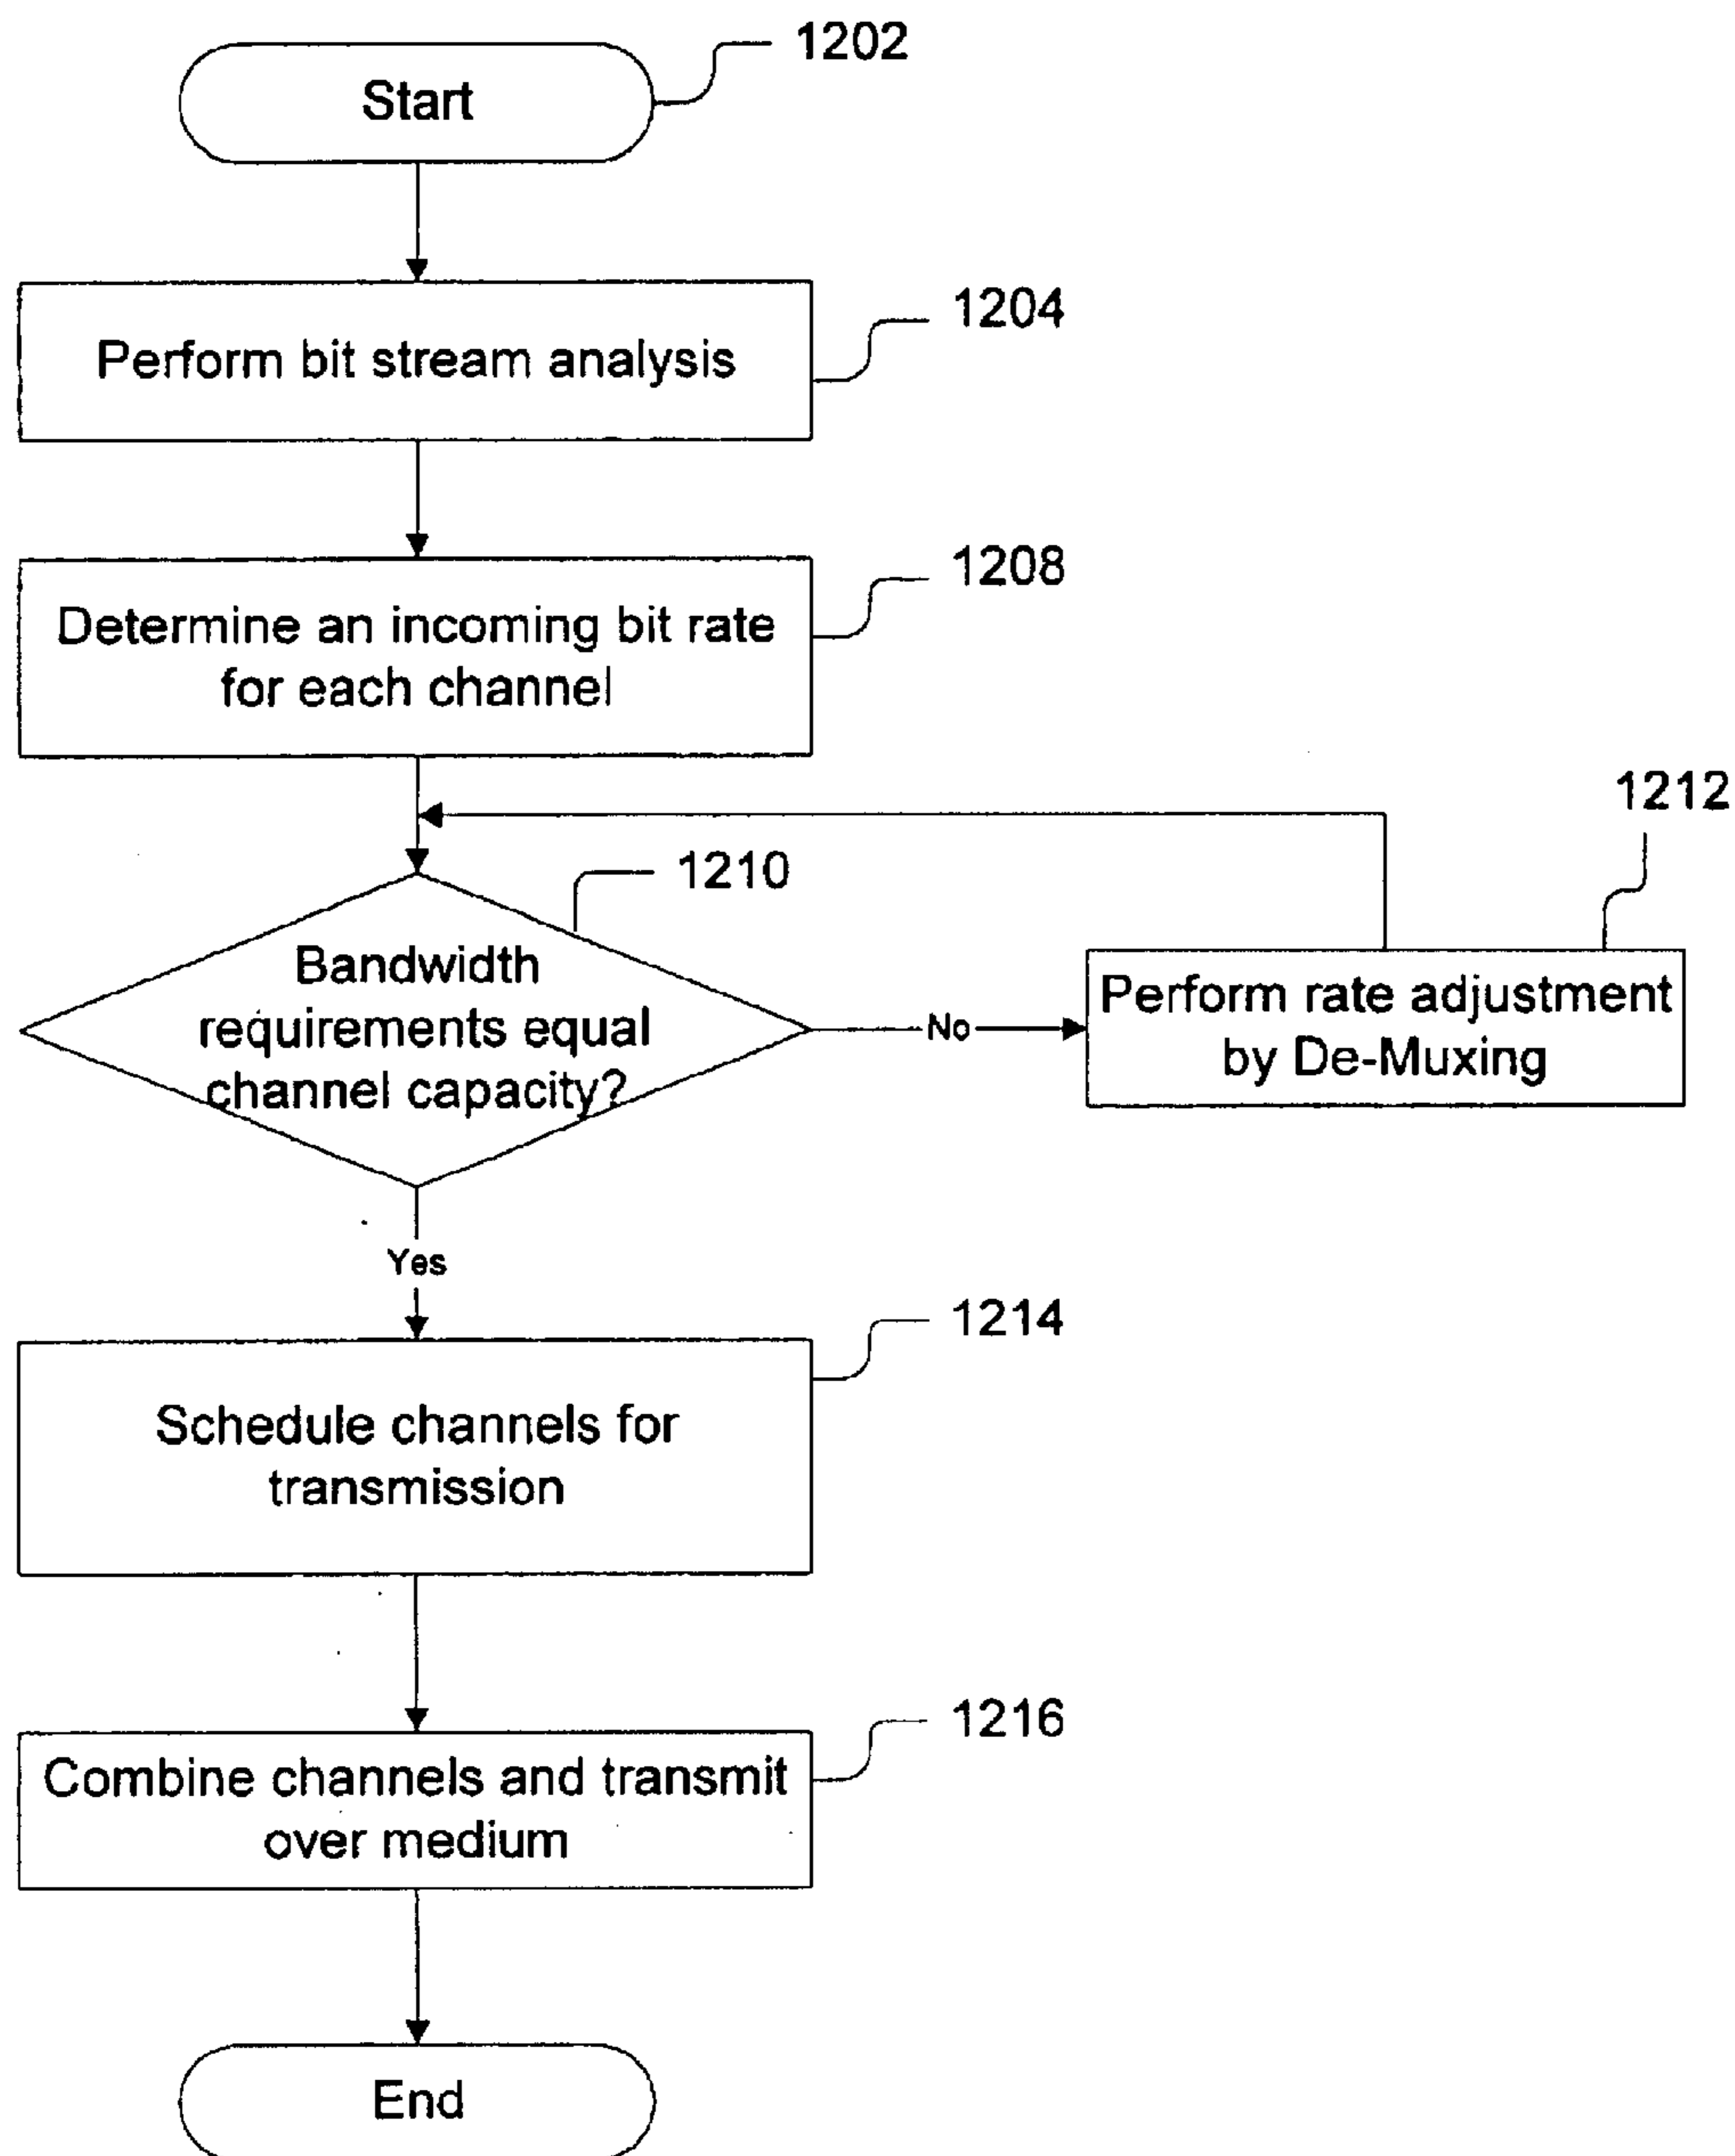 1202
Start
1204
Perform bit stream analysis
1208
Determine an incoming bit rate
for each channel
1212
1210
Bandwidth
requirements equal
channel capacity?
No
Perform rate adjustment
by De-Muxing
Yes
1214
Schedule channels for
transmission
1216
Combine channels and transmit
over medium
End